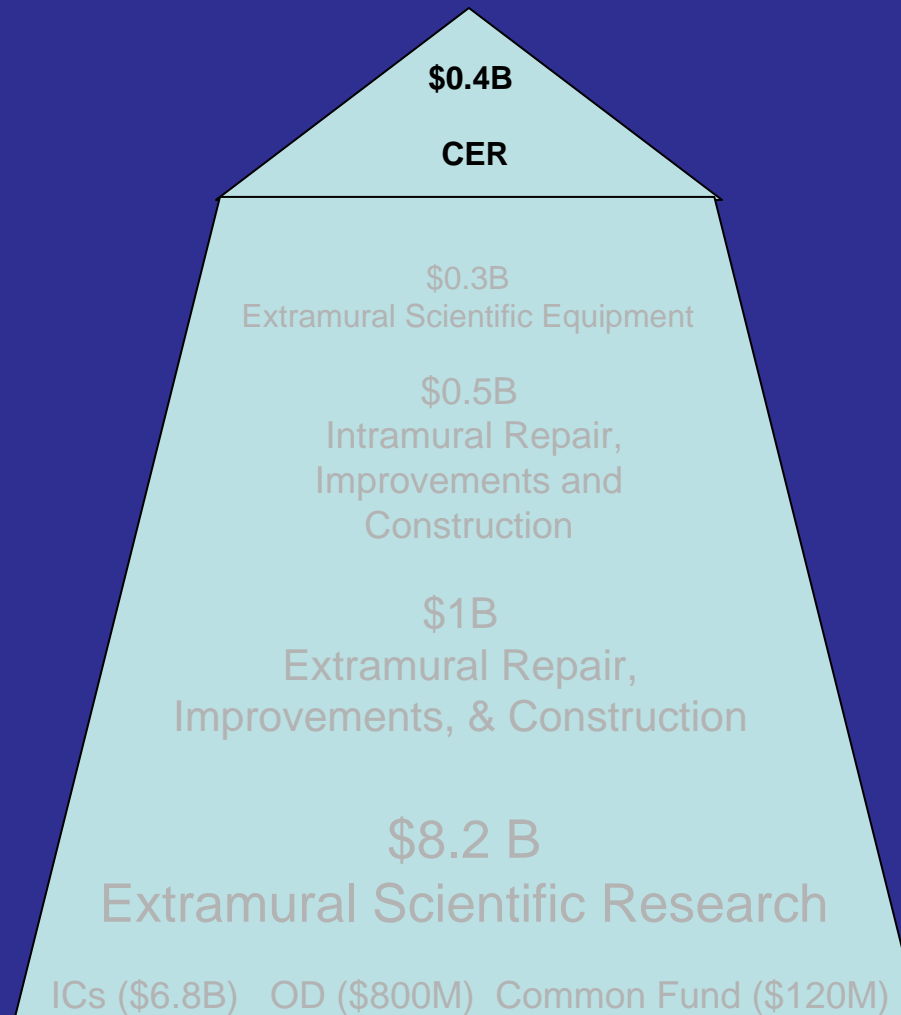 $0.4B
CER
$0.3B
Extramural Scientific Equipment
$0.5B
Intramural Repair,
Improvements and
Construction
$1B
Extramural Repair,
Improvements, & Construction
$8.2 B
Extramural Scientific Research
ICs ($6.8B) OD ($800M) Common Fund ($120M)